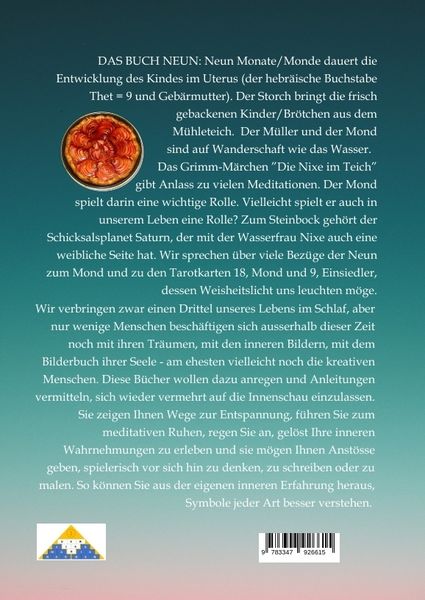 DAS BUCH NEUN: Neun Monate/Monde dauert die
Entwicklung des Kindes im Uterus (der hebräische Buchstabe
Thet = 9 und Gebärmutter). Der Storch bringt die frisch
gebackenen Kinder/Brötchen aus dem
Mühleteich. Der Müller und der Mond
sind auf Wanderschaft wie das Wasser.
Das Grimm-Märchen ”Die Nixe im Teich”
gibt Anlass zu vielen Meditationen. Der Mond
spielt darin eine wichtige Rolle. Vielleicht spielt er auch in
unserem Leben eine Rolle? Zum Steinbock gehört der
Schicksalsplanet Saturn, der mit der Wasserfrau Nixe auch eine
weibliche Seite hat. Wir sprechen über viele Bezüge der Neun
zum Mond und zu den Tarotkarten 18, Mond und 9, Einsiedler,
dessen Weisheitslicht uns leuchten möge.
Wir verbringen zwar einen Drittel unseres Lebens im Schlaf, aber
nur wenige Menschen beschäftigen sich ausserhalb dieser Zeit
noch mit ihren Träumen, mit den inneren Bildern, mit dem
Bilderbuch ihrer Seele - am ehesten vielleicht noch die kreativen
Menschen. Diese Bücher wollen dazu anregen und Anleitungen
vermitteln, sich wieder vermehrt auf die Innenschau einzulassen.
Sie zeigen Ihnen Wege zur Entspannung, führen Sie zum
meditativen Ruhen, regen Sie an, gelöst Ihre inneren
Wahrnehmungen zu erleben und sie mögen Ihnen Anstösse
geben, spielerisch vor sich hin zu denken, zu schreiben oder zu
malen. So können Sie aus der eigenen inneren Erfahrung heraus,
Symbole jeder Art besser verstehen.
9 783347 926615